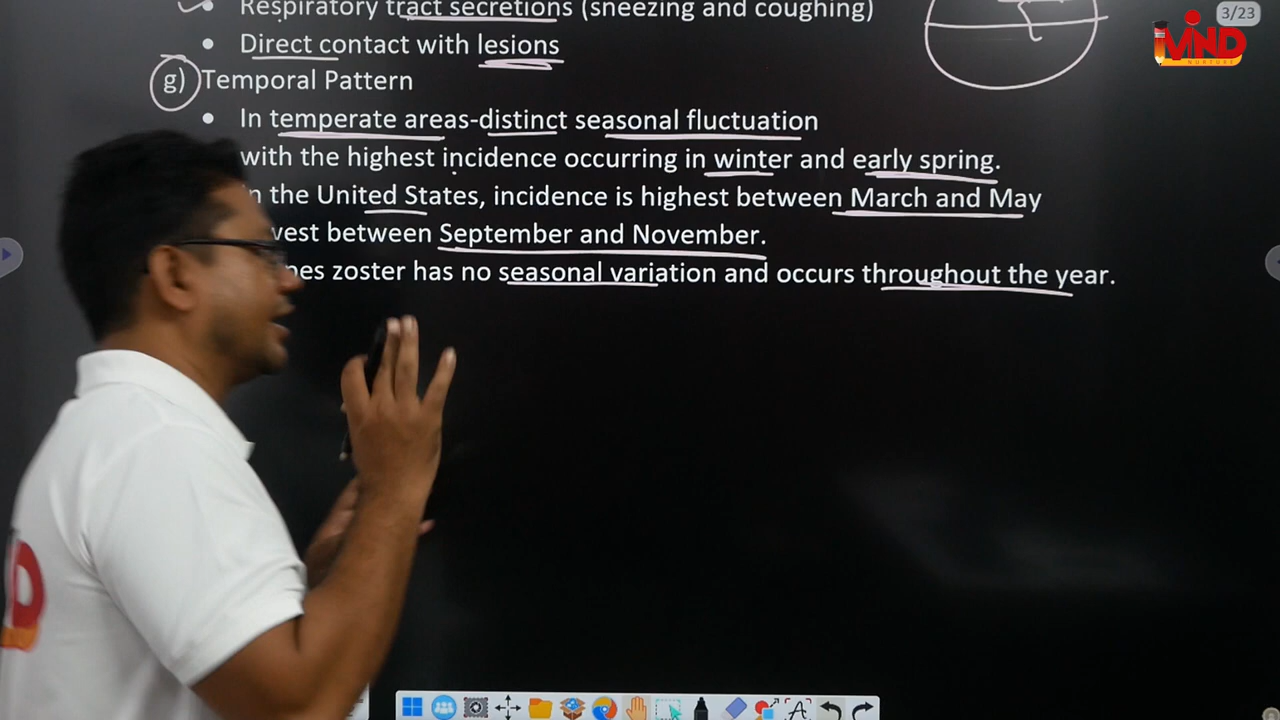 Respiratory tract secretions (sneezing and coughing)
• Direct contact with lesions
3/23
MIND
NURTURE
g) Temporal Pattern
• In temperate areas-distinct seasonal fluctuation
with the highest incidence occurring in winter and early spring.
the United States, incidence is highest between March and May
between September and November.
zoster has no seasonal variation and occurs throughout the year.